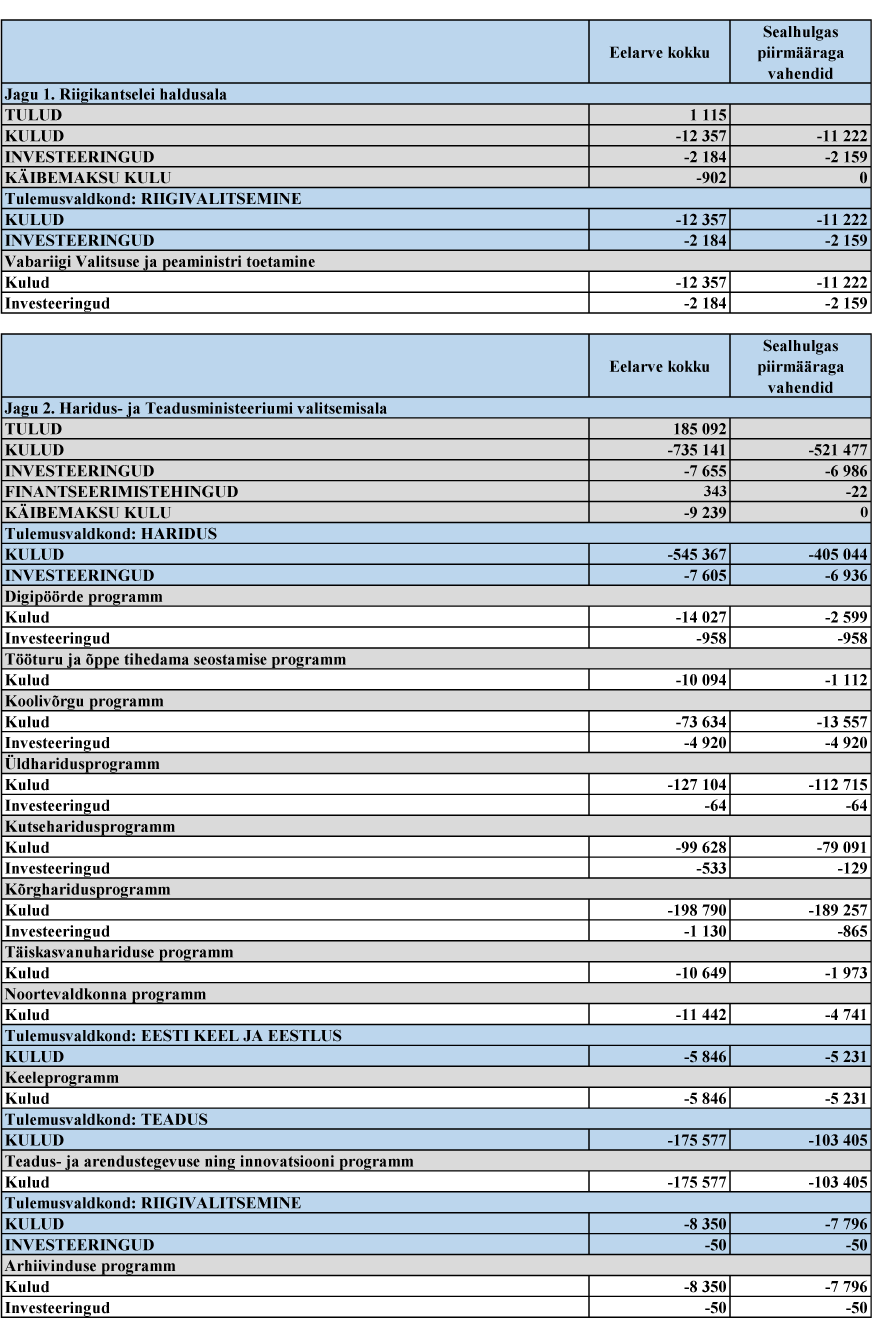 Eelarve kokku Sealhulgas piirmääraga vahendid
Jagu 1. Riigikantselei haldusala
TULUD 1 115
KULUD -12 357 -11 222
INVESTEERINGUD -2 184 -2 159
KÄIBEMAKSU KULU -902 0
Tulemusvaldkond: RIIGIVALITSEMINE
KULUD -12 357 -11 222
INVESTEERINGUD -2 184 -2 159
Vabariigi Valitsuse ja peaministri toetamine
Kulud -12 357 -11 222
Investeeringud -2 184 -2 159
Eelarve kokku Sealhulgas piirmääraga vahendid
Jagu 2. Haridus- ja Teadusministeeriumi valitsemisala
TULUD 185 092
KULUD -735 141 -521 477
INVESTEERINGUD -7 655 -6 986
FINANTSEERIMISTEHINGUD 343 -22
KÄIBEMAKSU KULU -9 239 0
Tulemusvaldkond: HARIDUS
KULUD -545 367 -405 044
INVESTEERINGUD -7 605 -6 936
Digipöörde programm
Kulud -14 027 -2 599
Investeeringud -958 -958
Tööturu ja õppe tihedama seostamise programm
Kulud -10 094 -1 112
Koolivõrgu programm
Kulud -73 634 -13 557
Investeeringud -4 920 -4 920
Üldharidusprogramm
Kulud -127 104 -112 715
Investeeringud -64 -64
Kutseharidusprogramm
Kulud -99 628 -79 091
Investeeringud -533 -129
Kõrgharidusprogramm
Kulud -198 790 -189 257
Investeeringud -1 130 -865
Täiskasvanuhariduse programm
Kulud -10 649 -1 973
Noortevaldkonna programm
Kulud -11 442 -4 741
Tulemusvaldkond: EESTI KEEL JA EESTLUS
KULUD -5 846 -5 231
Keeleprogramm
Kulud -5 846 -5 231
Tulemusvaldkond: TEADUS
KULUD -175 577 -103 405
Teadus- ja arendustegevuse ning innovatsiooni programm
Kulud -175 577 -103 405
Tulemusvaldkond: RIIGIVALITSEMINE
KULUD -8 350 -7 796
INVESTEERINGUD -50 -50
Arhiivinduse programm
Kulud -8 350 -7 796
Investeeringud -50 -50